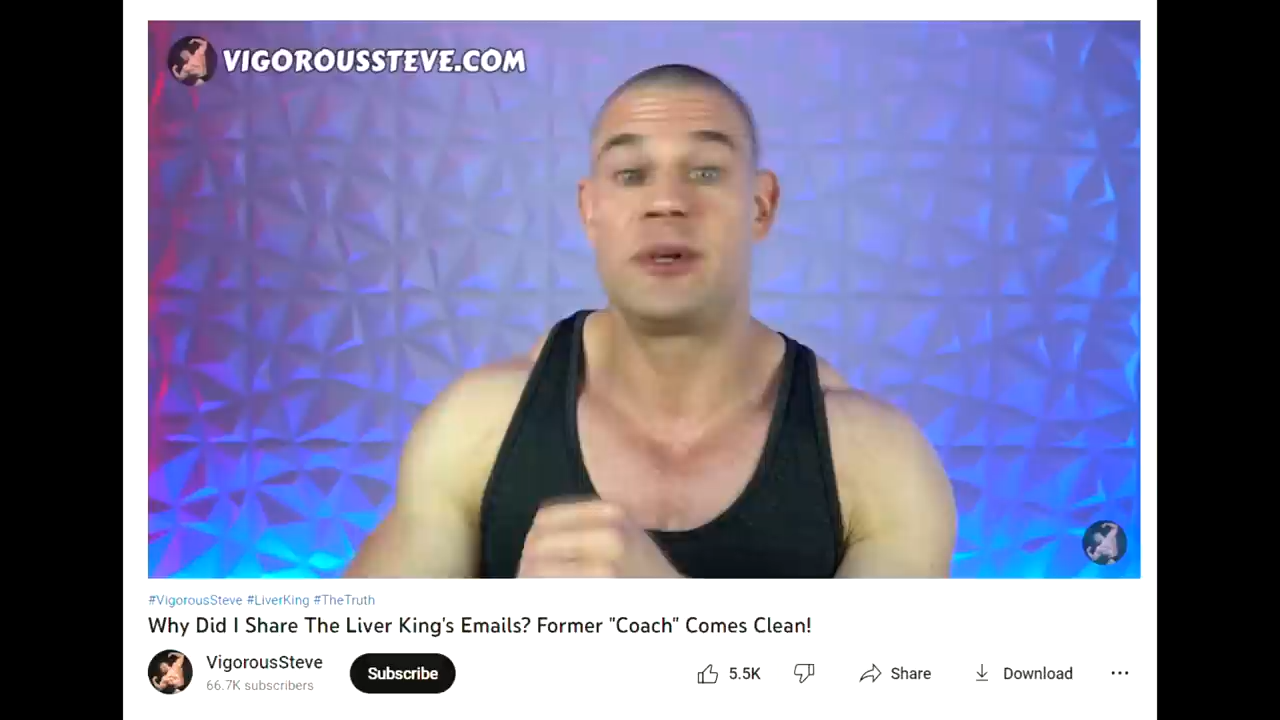 VIGOROUSSTEVE.COM
#VigorousSteve #LiverKing #TheTruth
Why Did I Share The Liver King's Emails? Former "Coach" Comes Clean!
VigorousSteve
66.7K subscribers
Subscribe
5.5K
Share
Download